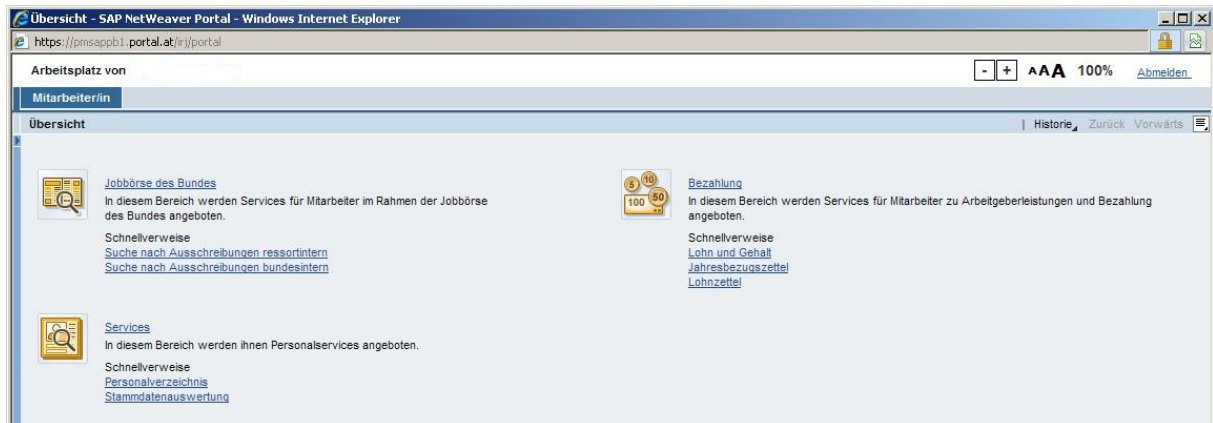 Übersicht - SAP NetWeaver Portal - Windows Internet Explorer
https://pmsappb1.portal.at/irj/portal
Arbeitsplatz von
- + AAA 100% Abmelden
Mitarbeiter/in
Übersicht
| Historie Zurück Vorwärts
Jobbörse des Bundes
In diesem Bereich werden Services für Mitarbeiter im Rahmen der Jobbörse
des Bundes angeboten.
Schnellverweise
Suche nach Ausschreibungen ressortintern
Suche nach Ausschreibungen bundesintern
5 10
100 50
Bezahlung
In diesem Bereich werden Services für Mitarbeiter zu Arbeitgeberleistungen und Bezahlung
angeboten.
Schnellverweise
Lohn und Gehalt
Jahresbezugszettel
Lohnzettel
Services
In diesem Bereich werden ihnen Personalservices angeboten.
Schnellverweise
Personalverzeichnis
Stammdatenauswertung